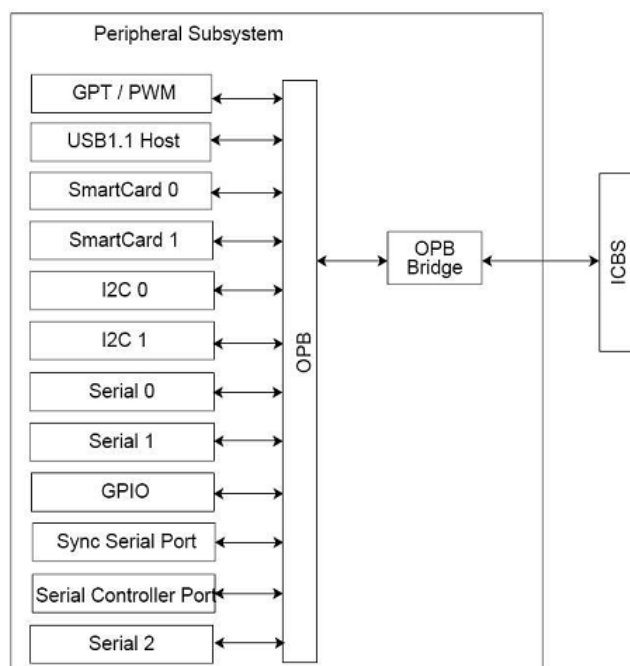 Peripheral Subsystem
GPT / PWM
USB1.1 Host
SmartCard 0
SmartCard 1
I2C 0
I2C 1
Serial 0
Serial 1
GPIO
Sync Serial Port
Serial Controller Port
Serial 2
OPB
OPB
Bridge
ICBS